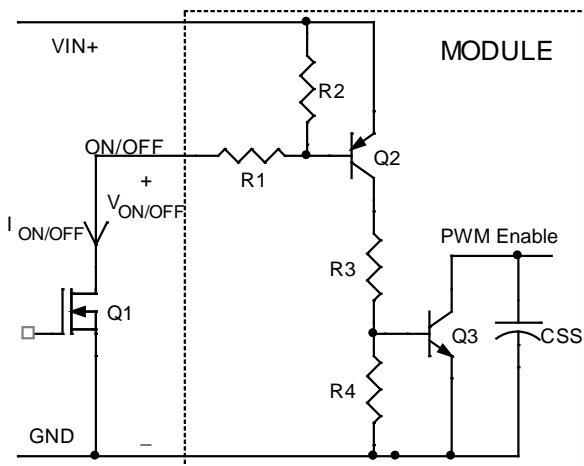 VIN+
MODULE
R2
ON/OFF
R1
Q2
+
V ON/OFF
I ON/OFF
PWM Enable
R3
Q1
Q3
CSS
R4
GND
_